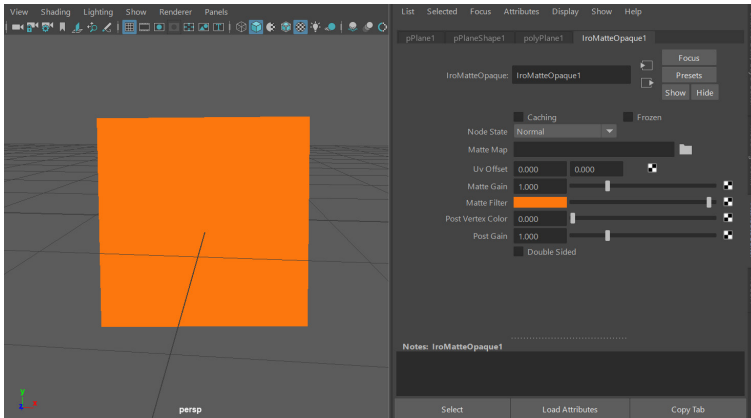 View Shading Lighting Show Renderer Panels
List Selected Focus Attributes Display Show Help
pPlane1 pPlaneShape1 polyPlane1 IroMatteOpaque1
Focus
IroMatteOpaque: IroMatteOpaque1
Presets
Show Hide
Caching Frozen
Node State Normal
Matte Map
Uv Offset 0.000 0.000
Matte Gain 1.000
Matte Filter
Post Vertex Color 0.000
Post Gain 1.000
Double Sided
Notes: IroMatteOpaque1
y
x
z
persp
Select Load Attributes Copy Tab